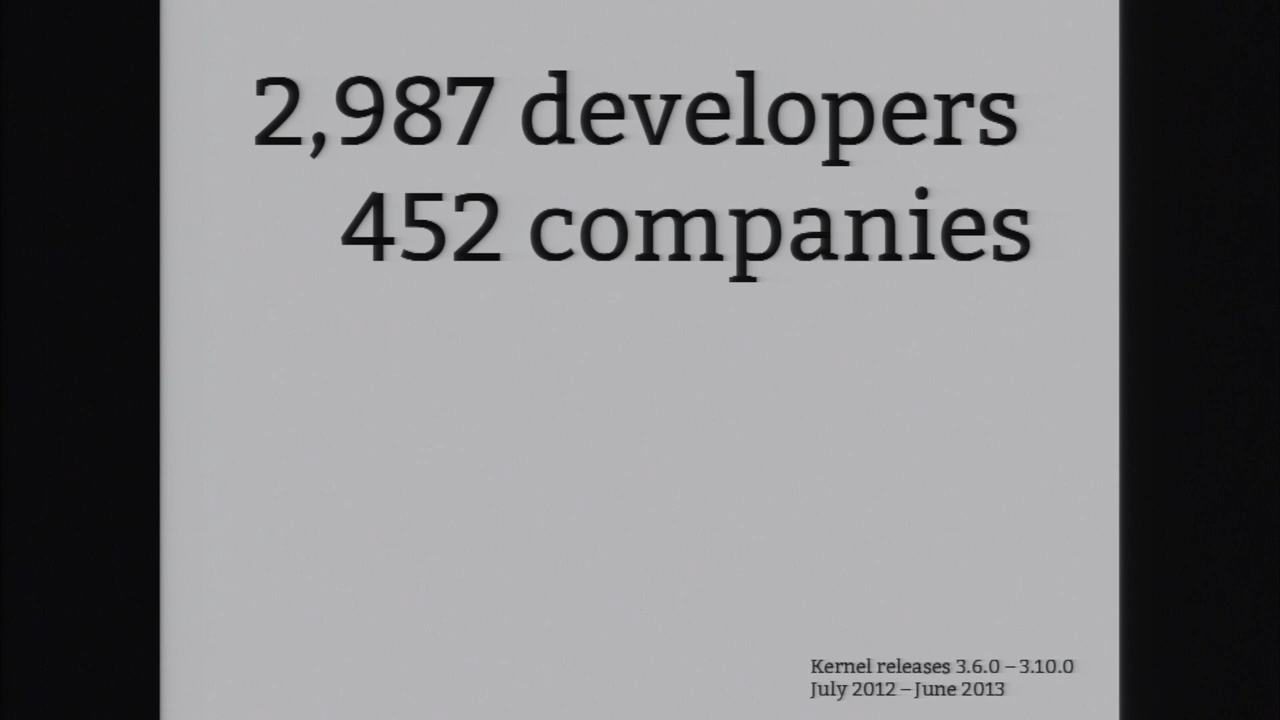 2,987 developers
452 companies
Kernel releases 3.6.0 – 3.10.0
July 2012 – June 2013